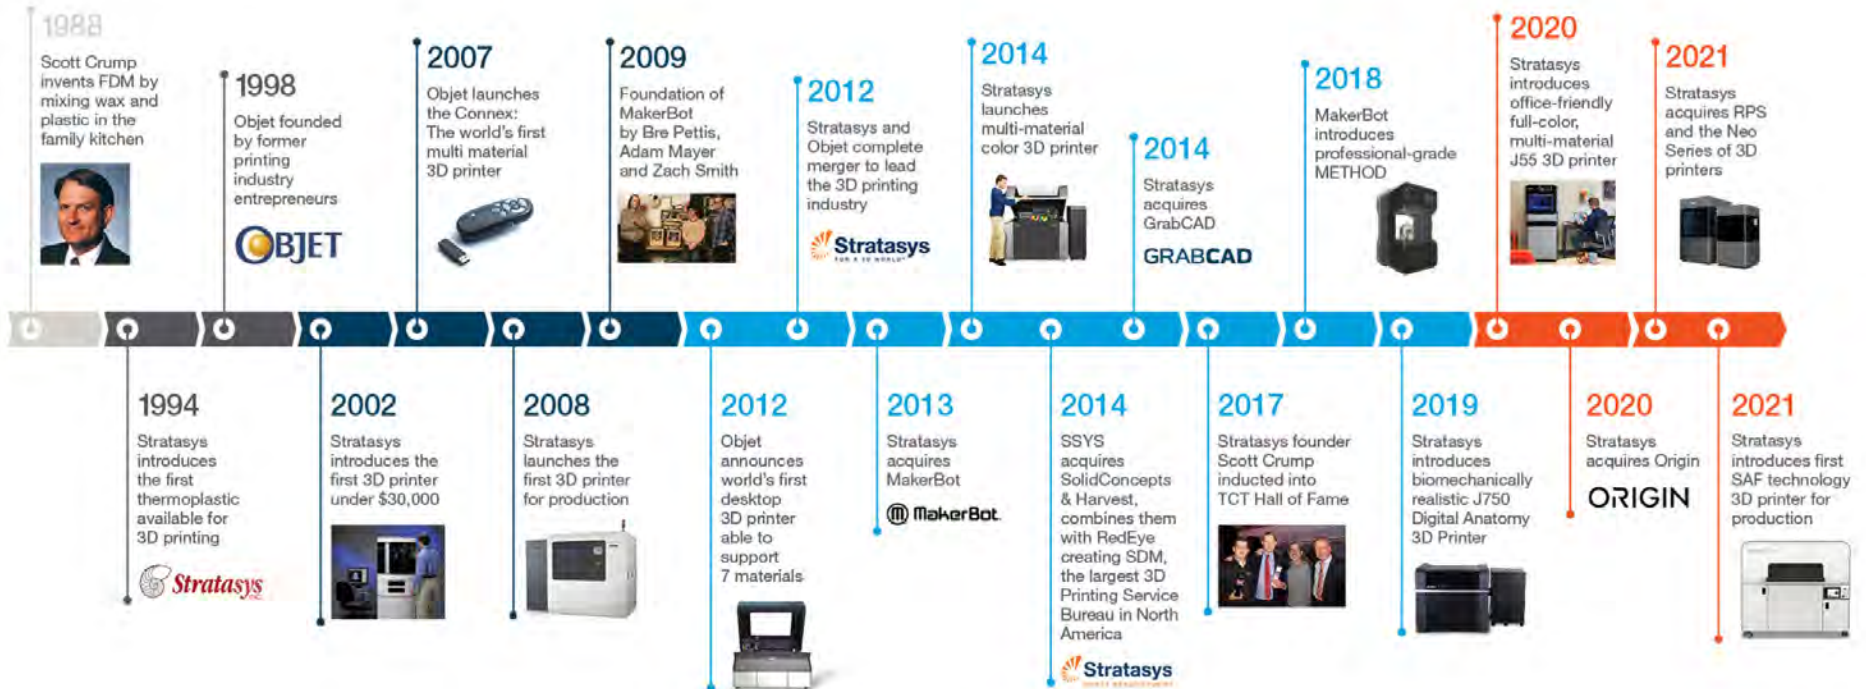 1988
Scott Crump
invents FDM by
mixing wax and
plastic in the
family kitchen
1994
Stratasys
introduces
the first
thermoplastic
available for
3D printing
Stratasys
1998
Objet founded
by former
printing
industry
entrepreneurs
OBJET
2002
Stratasys
introduces the
first 3D printer
under $30,000
2007
Objet launches
the Connex:
The world's first
multi material
3D printer
2008
Stratasys
launches the
first 3D printer
for production
2009
Foundation of
MakerBot
by Bre Pettis,
Adam Mayer
and Zach Smith
2012
Objet
announces
world's first
desktop
3D printer
able to
support
7 materials
2012
Stratasys and
Objet complete
merger to lead
the 3D printing
industry
Stratasys
FOR A 3D WORLD
2013
Stratasys
acquires
MakerBot
MakerBot
2014
Stratasys
launches
multi-material
color 3D printer
2014
SSYS
acquires
SolidConcepts
& Harvest,
combines them
with RedEye
creating SDM,
the largest 3D
Printing Service
Bureau in North
America
Stratasys
2014
Stratasys
acquires
GrabCAD
GRABCAD
2017
Stratasys founder
Scott Crump
inducted into
TCT Hall of Fame
2018
MakerBot
introduces
professional-grade
METHOD
2019
Stratasys
introduces
biomechanically
realistic J750
Digital Anatomy
3D Printer
2020
Stratasys
introduces
office-friendly
full-color,
multi-material
J55 3D printer
2020
Stratasys
acquires Origin
ORIGIN
2021
Stratasys
acquires RPS
and the Neo
Series of 3D
printers
2021
Stratasys
introduces first
SAF technology
3D printer for
production